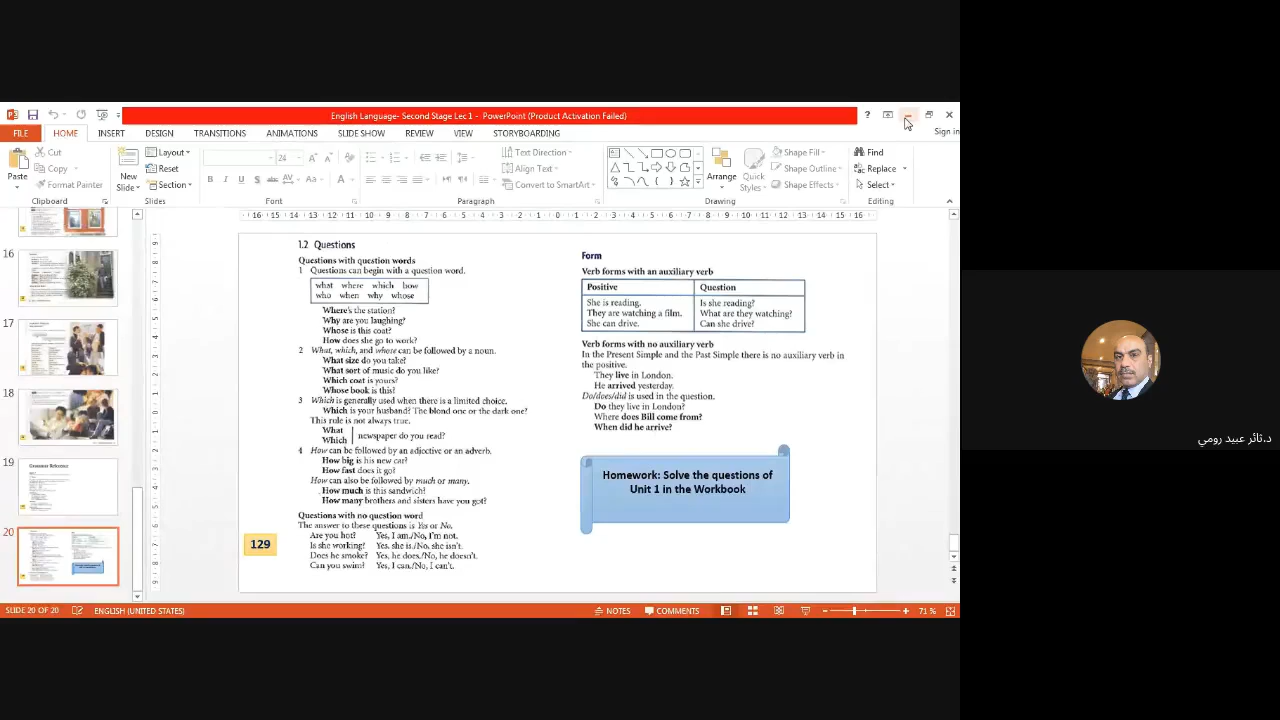 English Language- Second Stage Lec 1 - PowerPoint (Product Activation Failed)
Sign in
FILE HOME INSERT DESIGN TRANSITIONS ANIMATIONS SLIDE SHOW REVIEW VIEW STORYBOARDING
Paste
Cut
Copy
Format Painter
Clipboard
New
Slide
Layout
Reset
Section
Slides
24
Font
Paragraph
Text Direction
Align Text
Convert to SmartArt
Arrange
Quick
Styles
Shape Fill
Shape Outline
Shape Effects
Drawing
Find
Replace
Select
Editing
16
17
18
19
Grammar Reference
20
1.2 Questions
Questions with question words
1 Questions can begin with a question word.
what where which how
who when why whose
Where's the station?
Why are you laughing?
Whose is this coat?
How does she go to work?
2 What, which, and whose can be followed by a noun.
What size do you take?
What sort of music do you like?
Which coat is yours?
Whose book is this?
3 Which is generally used when there is a limited choice.
Which is your husband? The blond one or the dark one?
This rule is not always true.
What
Which
newspaper do you read?
4 How can be followed by an adjective or an adverb.
How big is his new car?
How fast does it go?
How can also be followed by much or many.
How much is this sandwich?
How many brothers and sisters have you got?
Questions with no question word
The answer to these questions is Yes or No.
Are you hot? Yes, I am./No, I'm not.
Is she working? Yes, she is./No, she isn't.
Does he smoke? Yes, he does./No, he doesn't.
Can you swim? Yes, I can./No, I can't.
129
Form
Verb forms with an auxiliary verb
Positive Question
She is reading. Is she reading?
They are watching a film. What are they watching?
She can drive. Can she drive?
Verb forms with no auxiliary verb
In the Present Simple and the Past Simple there is no auxiliary verb in
the positive.
They live in London.
He arrived yesterday.
Do/does/did is used in the question.
Do they live in London?
Where does Bill come from?
When did he arrive?
Homework: Solve the questions of
Unit 1 in the Workbook
SLIDE 20 OF 20 ENGLISH (UNITED STATES) NOTES COMMENTS 71 %
د.ثائر عبيد رومي